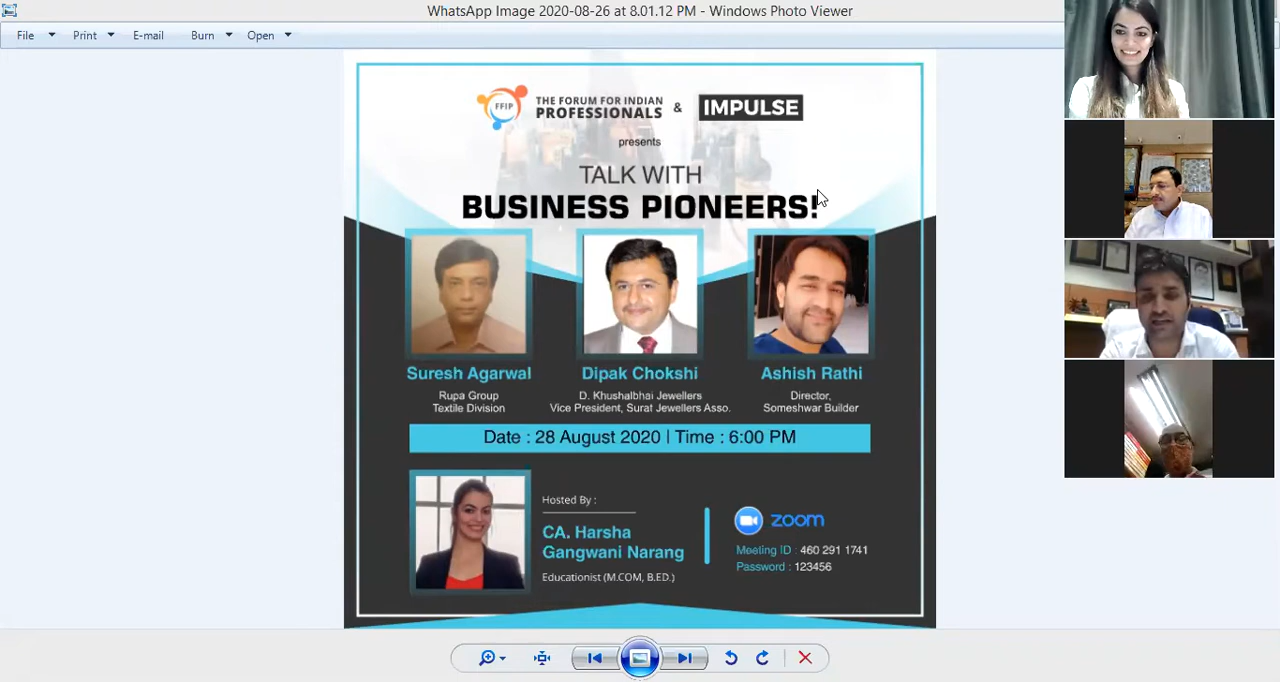 WhatsApp Image 2020-08-26 at 8.01.12 PM - Windows Photo Viewer
File Print E-mail Burn Open
FFIP
THE FORUM FOR INDIAN
PROFESSIONALS & IMPULSE
presents
TALK WITH
BUSINESS PIONEERS!
Suresh Agarwal
Rupa Group
Textile Division
Dipak Chokshi
D. Khushalbhai Jewellers
Vice President, Surat Jewellers Asso.
Ashish Rathi
Director,
Someshwar Builder
Date : 28 August 2020 | Time : 6:00 PM
Hosted By :
CA. Harsha
Gangwani Narang
Educationist (M.COM, B.ED.)
zoom
Meeting ID : 460 291 1741
Password : 123456